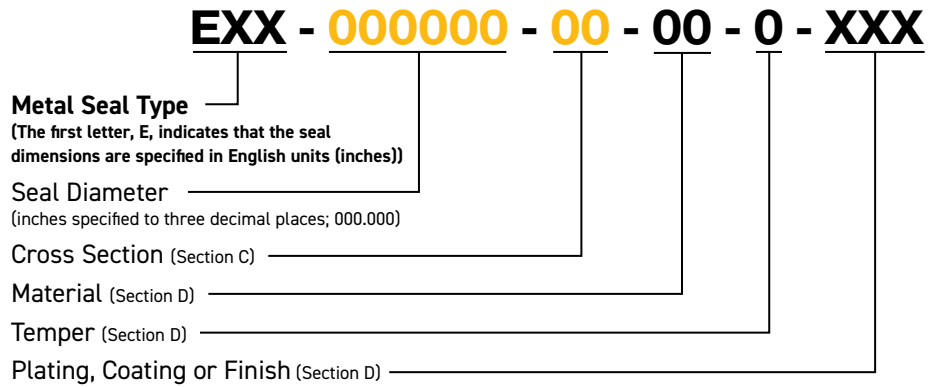 EXX - 000000 - 00 - 00 - 0 - XXX
Metal Seal Type
(The first letter, E, indicates that the seal
dimensions are specified in English units (inches))
Seal Diameter
(inches specified to three decimal places; 000.000)
Cross Section (Section C)
Material (Section D)
Temper (Section D)
Plating, Coating or Finish (Section D)